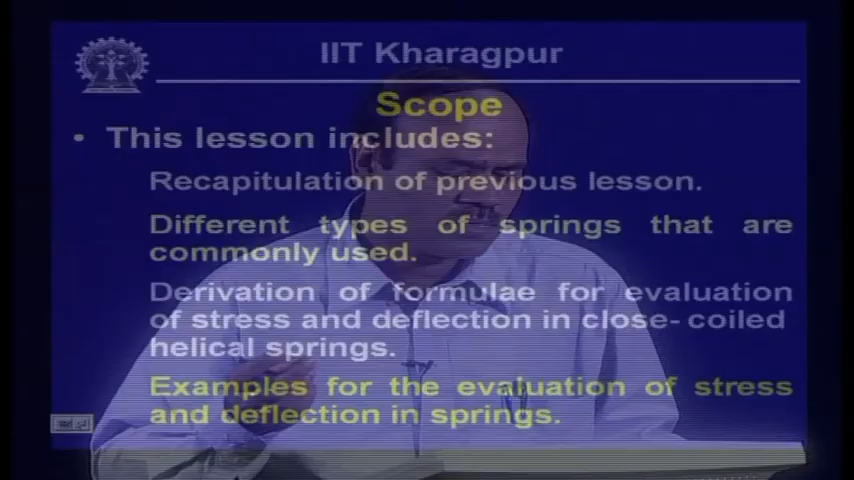 IIT Kharagpur
Scope
• This lesson includes:
Recapitulation of previous lesson.
Different types of springs that are
commonly used.
Derivation of formulae for evaluation
of stress and deflection in close- coiled
helical springs.
Examples for the evaluation of stress
and deflection in springs.